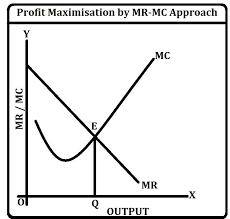 Profit Maximisation by MR-MC Approach
Y
MC
MR / MC
E
MR
O
Q
X
OUTPUT